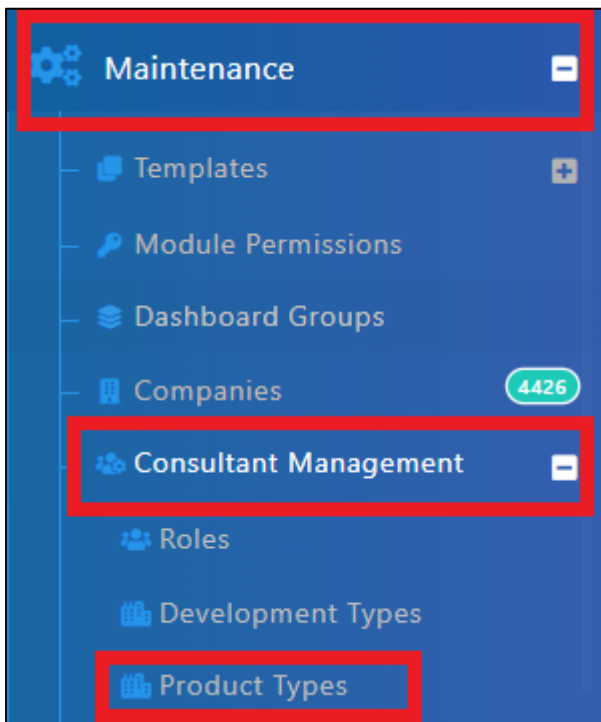 Maintenance
Templates
Module Permissions
Dashboard Groups
Companies 4426
Consultant Management
Roles
Development Types
Product Types